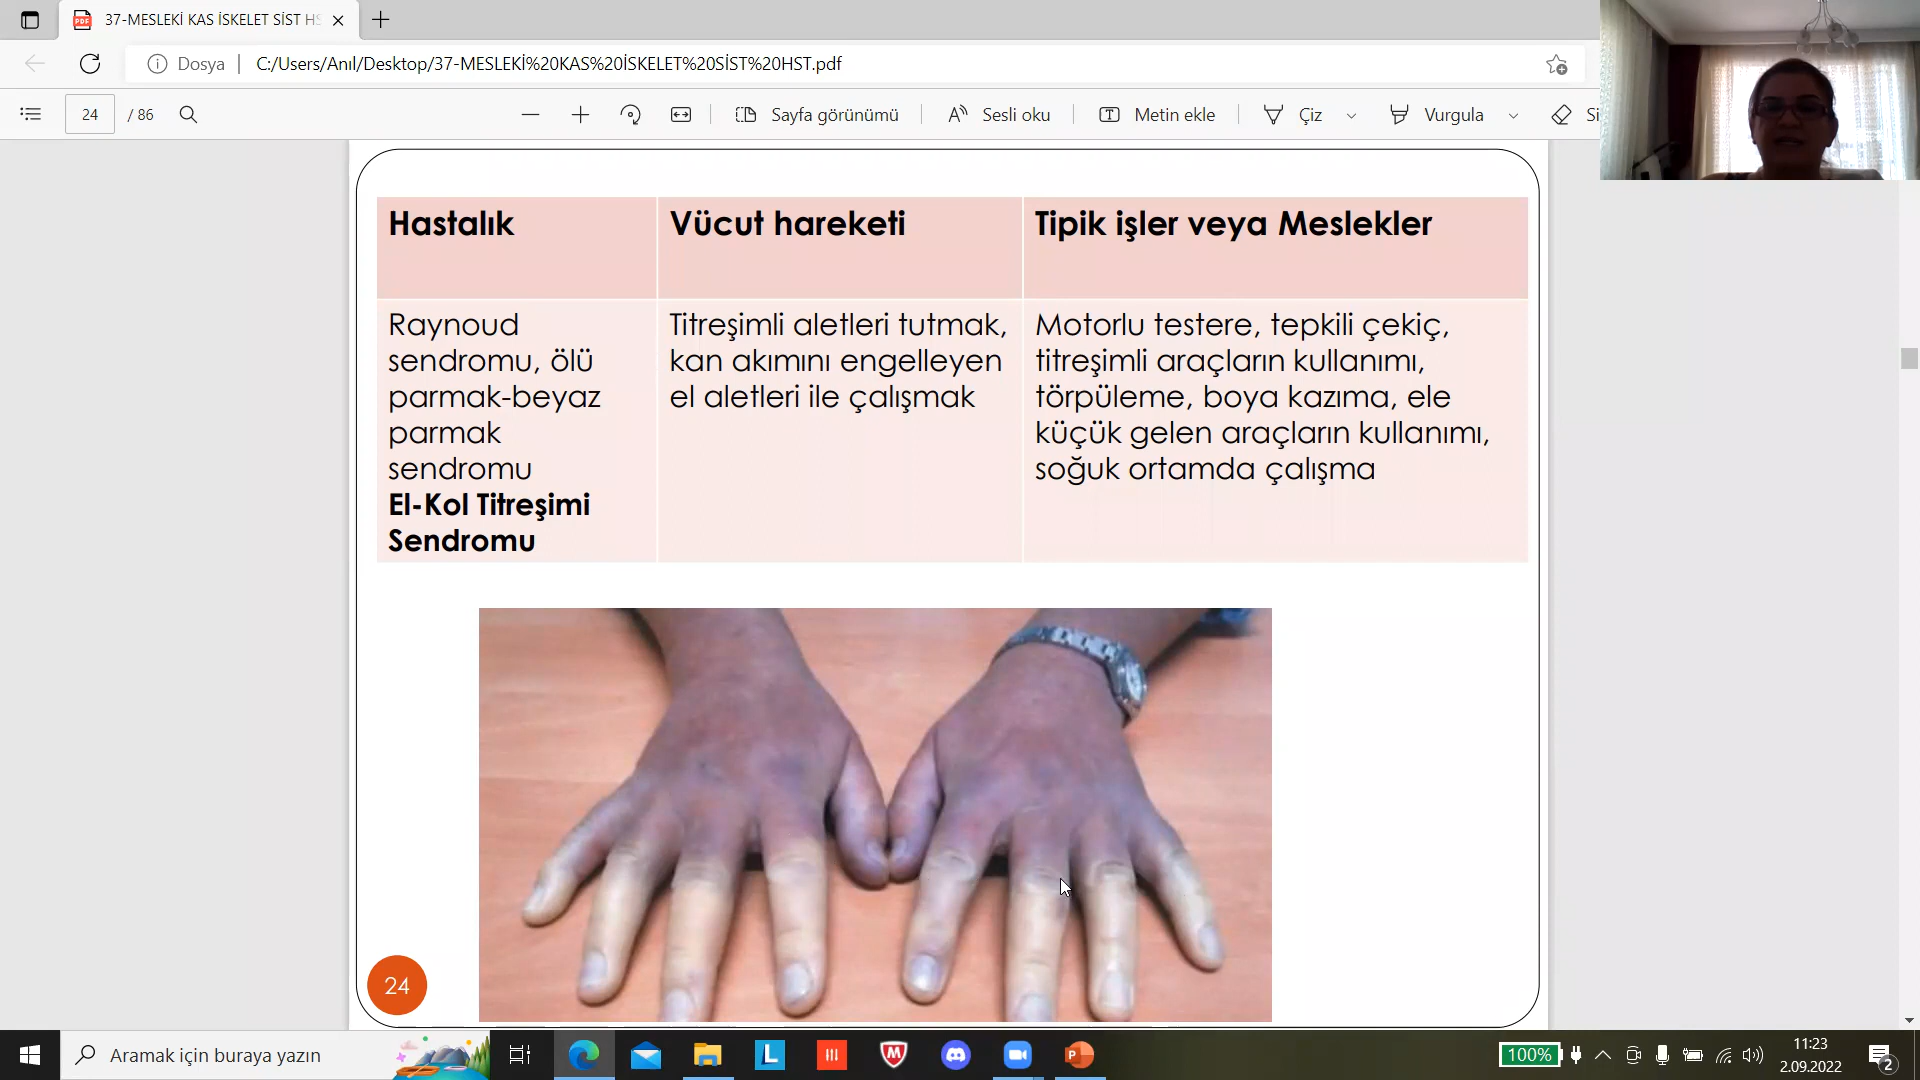 37-MESLEKİ KAS İSKELET SİST HS
Dosya
C:/Users/Anıl/Desktop/37-MESLEKİ%20KAS%20İSKELET%20SİST%20HST.pdf
24 / 86
Sayfa görünümü
Sesli oku
Metin ekle
Çiz
Vurgula
Hastalık
Vücut hareketi
Tipik işler veya Meslekler
Raynoud
sendromu, ölü
parmak-beyaz
parmak
sendromu
El-Kol Titreşimi
Sendromu
Titreşimli aletleri tutmak,
kan akımını engelleyen
el aletleri ile çalışmak
Motorlu testere, tepkili çekiç,
titreşimli araçların kullanımı,
törpüleme, boya kazıma, ele
küçük gelen araçların kullanımı,
soğuk ortamda çalışma
24
Aramak için buraya yazın
100%
11:23
2.09.2022
2